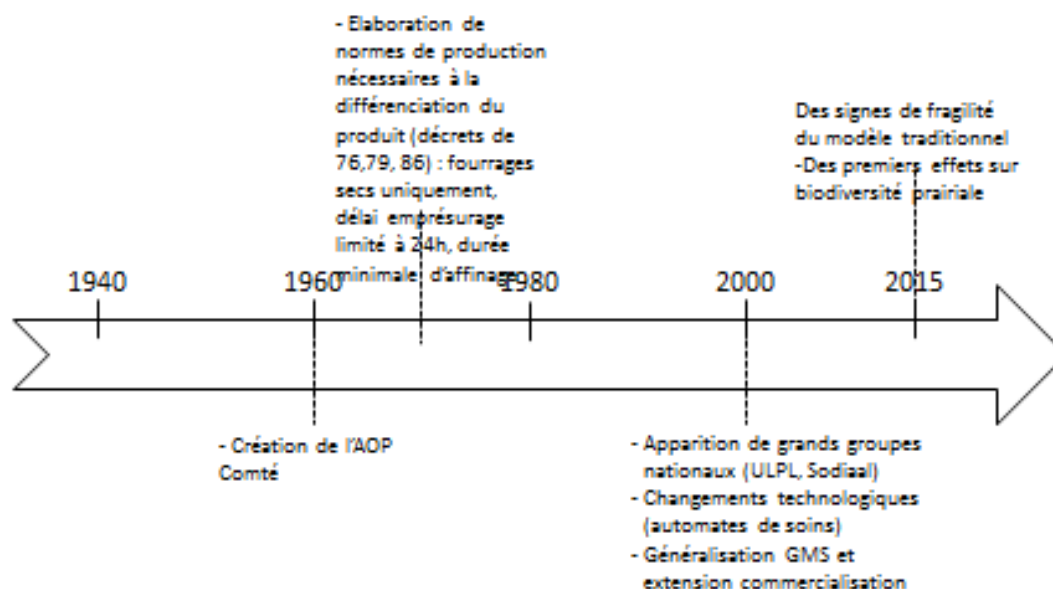 - Elaboration de
normes de production
nécessaires à la
différenciation du
produit (décrets de
76,79, 86) : fourrages
secs uniquement,
délai emprésurage
limité à 24h, durée
minimale d'affinage
Des signes de fragilité
du modèle traditionnel
-Des premiers effets sur
biodiversité prairiale
1940
1960
1980
2000
2015
- Création de l'AOP
Comté
- Apparition de grands groupes
nationaux (ULPL, Sodiaal)
- Changements technologiques
(automates de soins)
- Généralisation GMS et
extension commercialisation